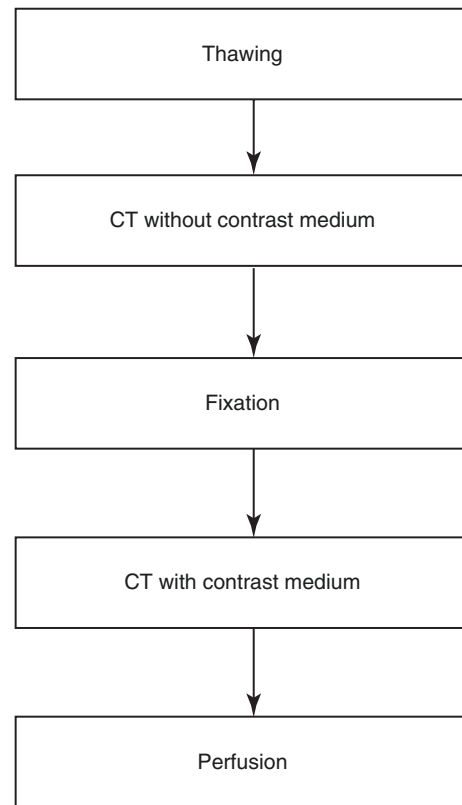 Thawing
CT without contrast medium
Fixation
CT with contrast medium
Perfusion